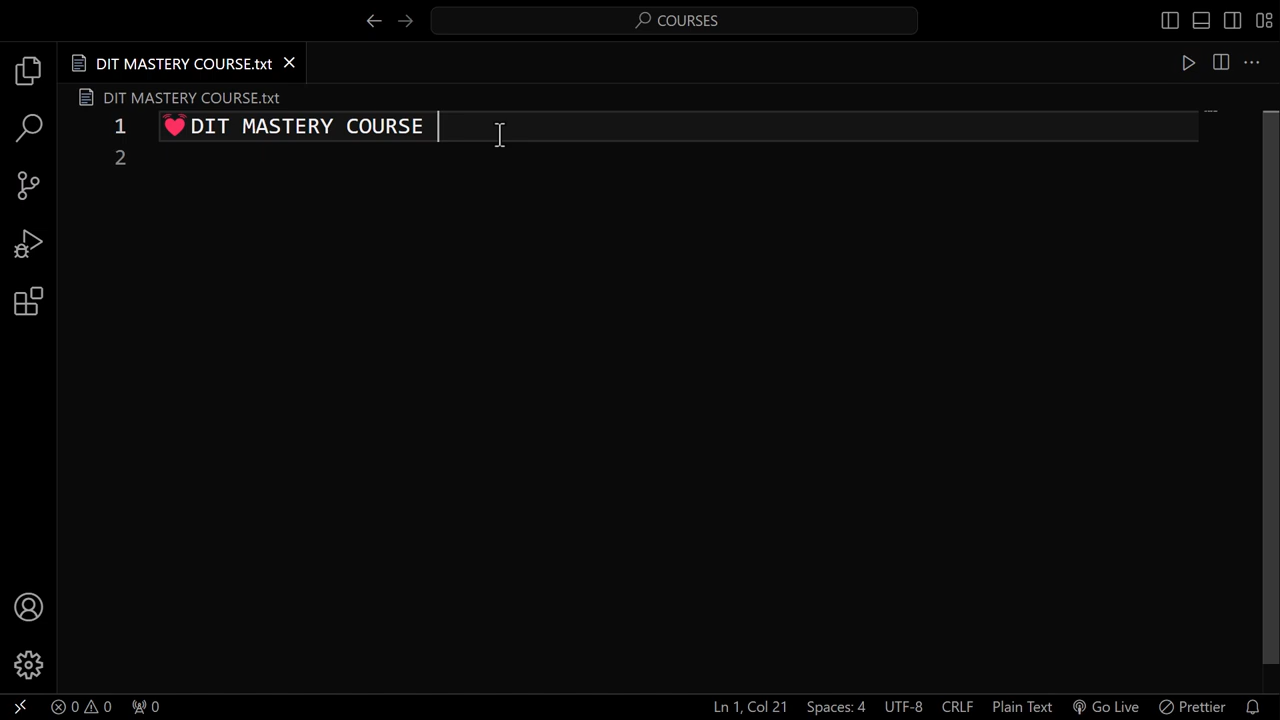 COURSES
DIT MASTERY COURSE.txt
DIT MASTERY COURSE.txt
1 💓DIT MASTERY COURSE
2
0 0 0 Ln 1, Col 21 Spaces: 4 UTF-8 CRLF Plain Text Go Live Prettier